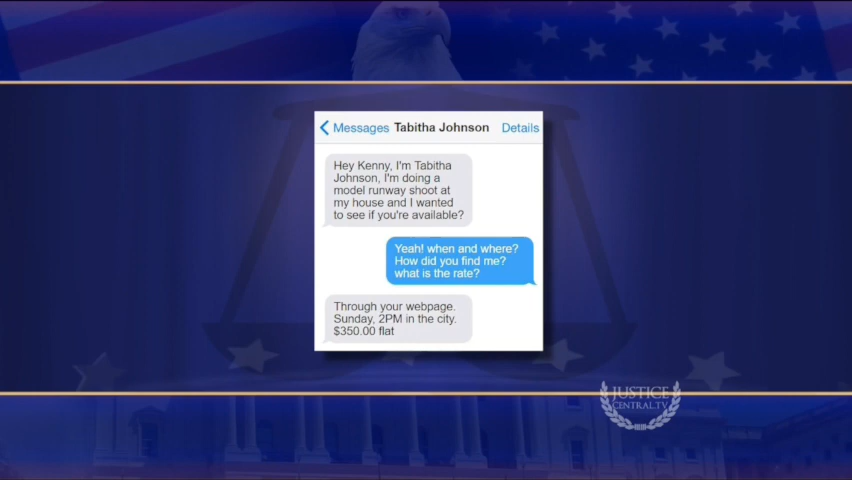 Messages Tabitha Johnson Details
Hey Kenny, I'm Tabitha
Johnson, I'm doing a
model runway shoot at
my house and I wanted
to see if you're available?
Yeah! when and where?
How did you find me?
what is the rate?
Through your webpage.
Sunday, 2PM in the city.
$350.00 flat
JUSTICE
CENTRAL.TV